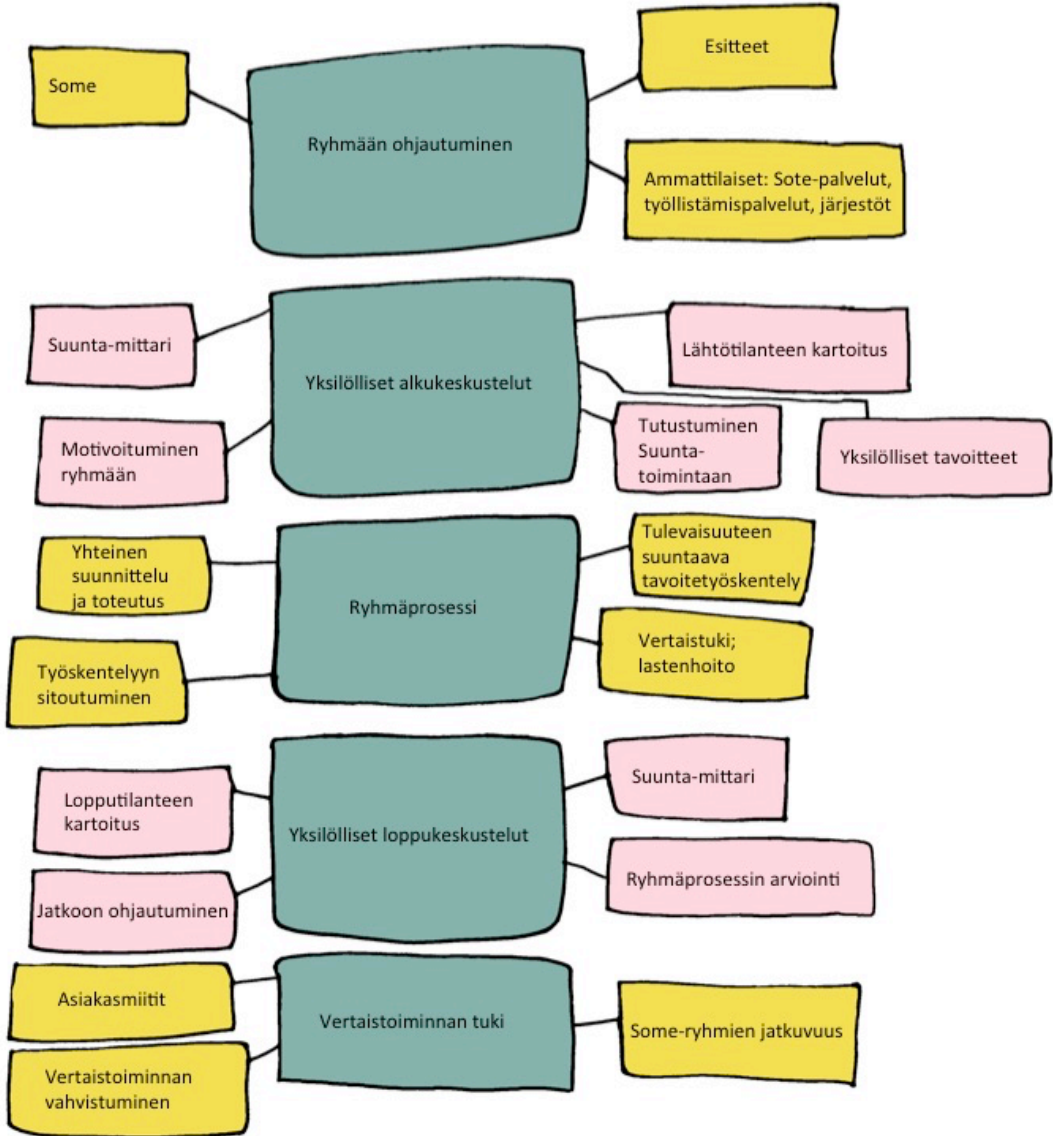 Some
Ryhmään ohjautuminen
Esitteet
Ammattilaiset: Sote-palvelut,
työllistämispalvelut, järjestöt
Suunta-mittari
Motivoituminen
ryhmään
Yksilölliset alkukeskustelut
Lähtötilanteen kartoitus
Tutustuminen
Suunta-
toimintaan
Yksilölliset tavoitteet
Yhteinen
suunnittelu
ja toteutus
Työskentelyyn
sitoutuminen
Ryhmäprosessi
Tulevaisuuteen
suuntaava
tavoitetyöskentely
Vertaistuki;
lastenhoito
Lopputilanteen
kartoitus
Jatkoon ohjautuminen
Yksilölliset loppukeskustelut
Suunta-mittari
Ryhmäprosessin arviointi
Asiakasmiitit
Vertaistoiminnan
vahvistuminen
Vertaistoiminnan tuki
Some-ryhmien jatkuvuus